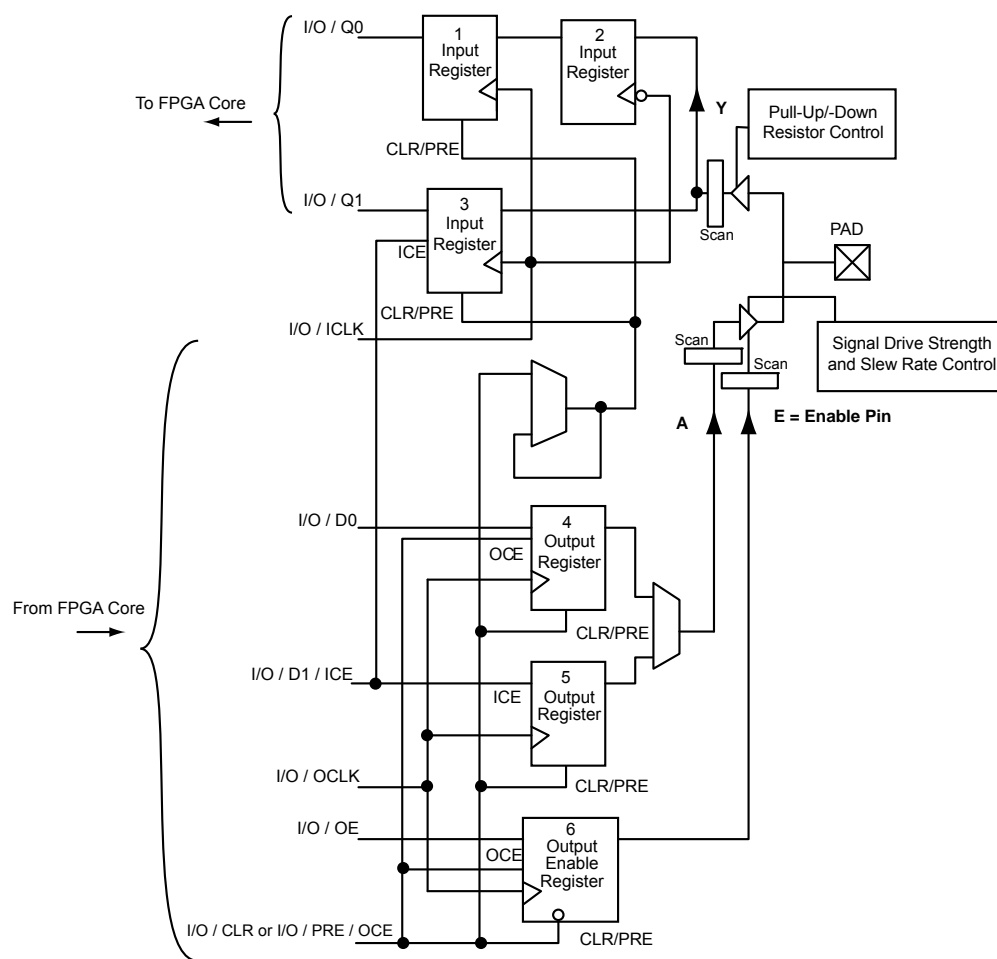 I/O / Q0
1
Input
Register
2
Input
Register
To FPGA Core
Y
Pull-Up/-Down
Resistor Control
CLR/PRE
I/O / Q1
3
Input
Register
ICE
Scan
PAD
CLR/PRE
I/O / ICLK
Scan
Scan
Signal Drive Strength
and Slew Rate Control
A
E = Enable Pin
I/O / D0
4
Output
Register
OCE
From FPGA Core
CLR/PRE
I/O / D1 / ICE
5
Output
Register
ICE
I/O / OCLK
CLR/PRE
I/O / OE
6
Output
Enable
Register
OCE
I/O / CLR or I/O / PRE / OCE
CLR/PRE